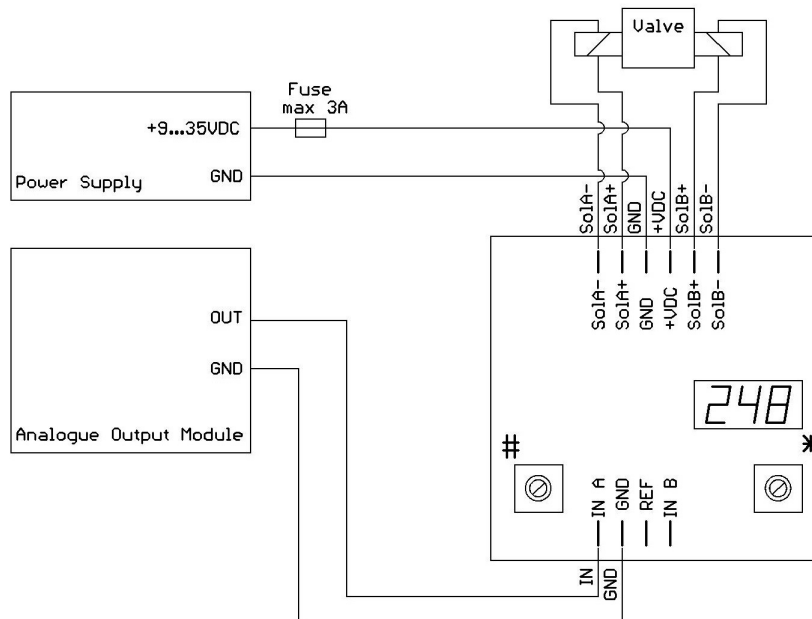 Valve
Fuse
max 3A
+9...35VDC
GND
Power Supply
SolA-
SolA+
GND
+VDC
SolB+
SolB-
SolA-
SolA+
GND
+VDC
SolB+
SolB-
OUT
GND
Analogue Output Module
248
# *
IN A
GND
REF
IN B
IN
GND